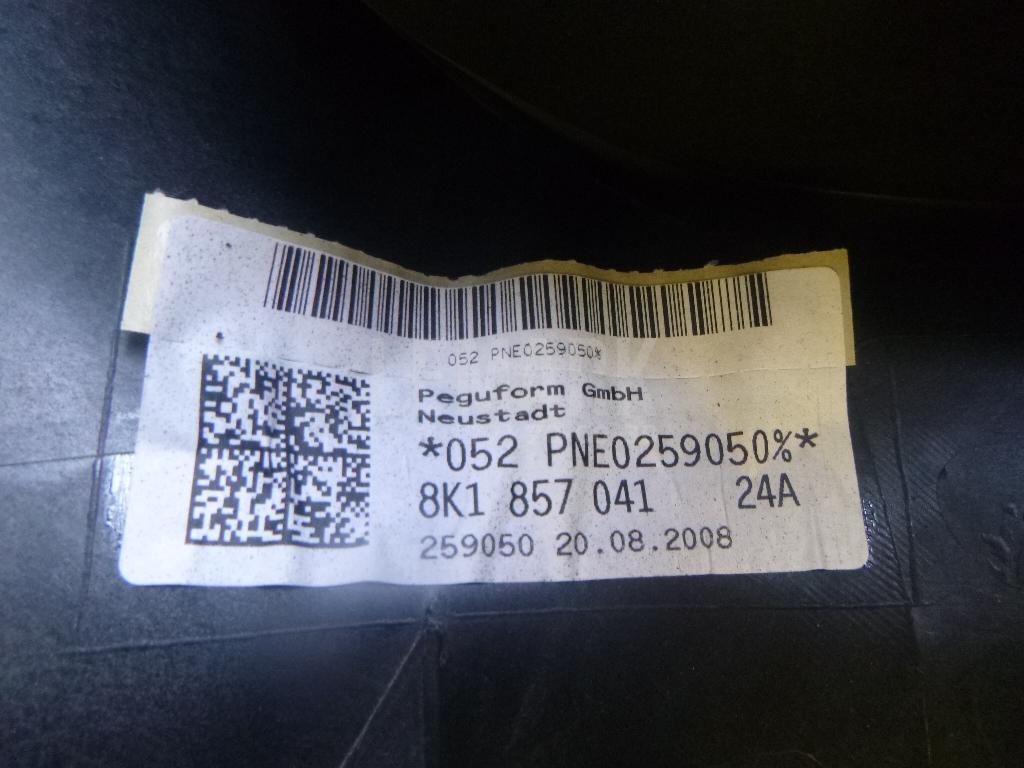 052 PNE0259050%
Peguform GmbH
Neustadt
*052 PNE0259050%*
8K1 857 041 24A
259050 20.08.2008